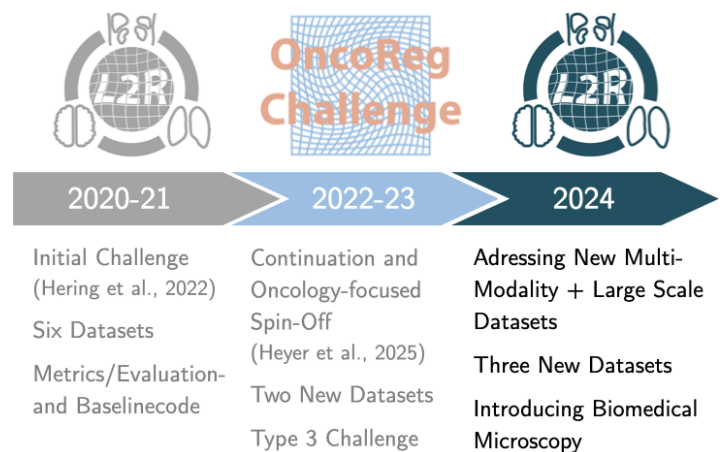 L2R
OncoReg
Challenge
L2R
2020-21
2022-23
2024
Initial Challenge
(Hering et al., 2022)
Six Datasets
Metrics/Evaluation-
and Baselinecode
Continuation and
Oncology-focused
Spin-Off
(Heyer et al., 2025)
Two New Datasets
Type 3 Challenge
Adressing New Multi-
Modality + Large Scale
Datasets
Three New Datasets
Introducing Biomedical
Microscopy